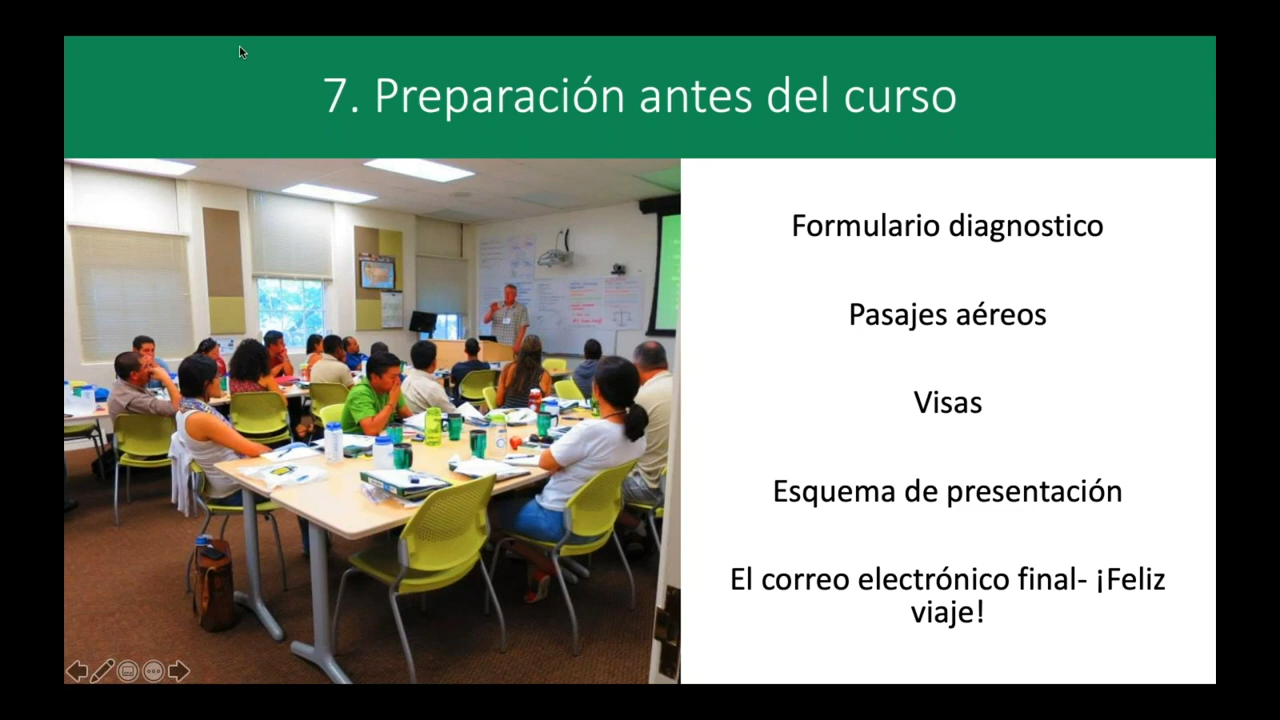 7. Preparación antes del curso
Formulario diagnostico
Pasajes aéreos
Visas
Esquema de presentación
El correo electrónico final- ¡Feliz
viaje!